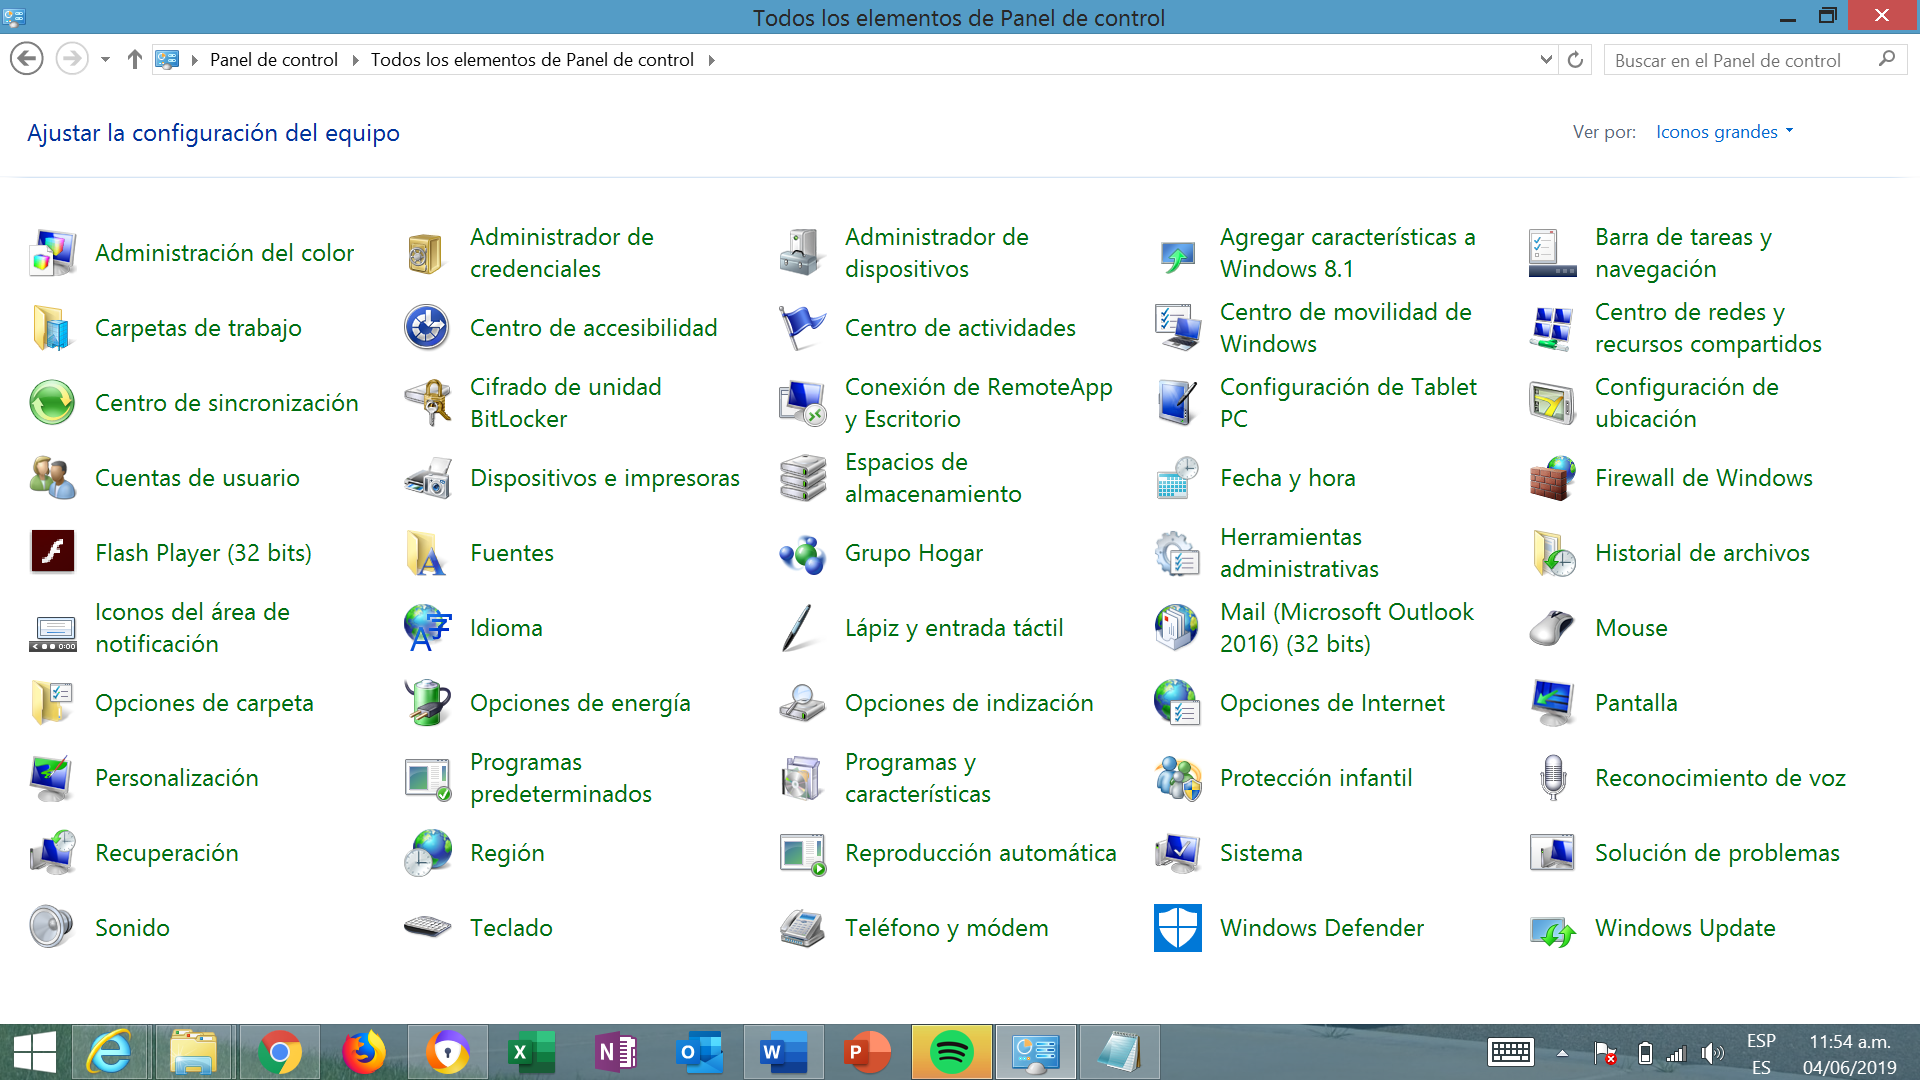 Todos los elementos de Panel de control
Panel de control
Todos los elementos de Panel de control
Buscar en el Panel de control
Ajustar la configuración del equipo
Ver por:
Iconos grandes
Administración del color
Administrador de
credenciales
Administrador de
dispositivos
Agregar características a
Windows 8.1
Barra de tareas y
navegación
Carpetas de trabajo
Centro de accesibilidad
Centro de actividades
Centro de movilidad de
Windows
Centro de redes y
recursos compartidos
Centro de sincronización
Cifrado de unidad
BitLocker
Conexión de RemoteApp
y Escritorio
Configuración de Tablet
PC
Configuración de
ubicación
Cuentas de usuario
Dispositivos e impresoras
Espacios de
almacenamiento
Fecha y hora
Firewall de Windows
Flash Player (32 bits)
Fuentes
Grupo Hogar
Herramientas
administrativas
Historial de archivos
Iconos del área de
notificación
Idioma
Lápiz y entrada táctil
Mail (Microsoft Outlook
2016) (32 bits)
Mouse
Opciones de carpeta
Opciones de energía
Opciones de indización
Opciones de Internet
Pantalla
Personalización
Programas
predeterminados
Programas y
características
Protección infantil
Reconocimiento de voz
Recuperación
Región
Reproducción automática
Sistema
Solución de problemas
Sonido
Teclado
Teléfono y módem
Windows Defender
Windows Update
ESP
ES
11:54 a.m.
04/06/2019